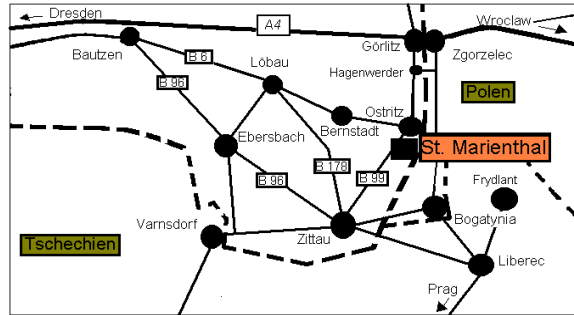 Dresden
A4
Wroclaw
Görlitz
Zgorzelec
Bautzen
B 6
Löbau
Hagenwerder
B 96
Polen
Ostritz
Bernstadt
Ebersbach
St. Marienthal
B 178
B 96
B 99
Frydlant
Varnsdorf
Bogatynia
Zittau
Tschechien
Liberec
Prag